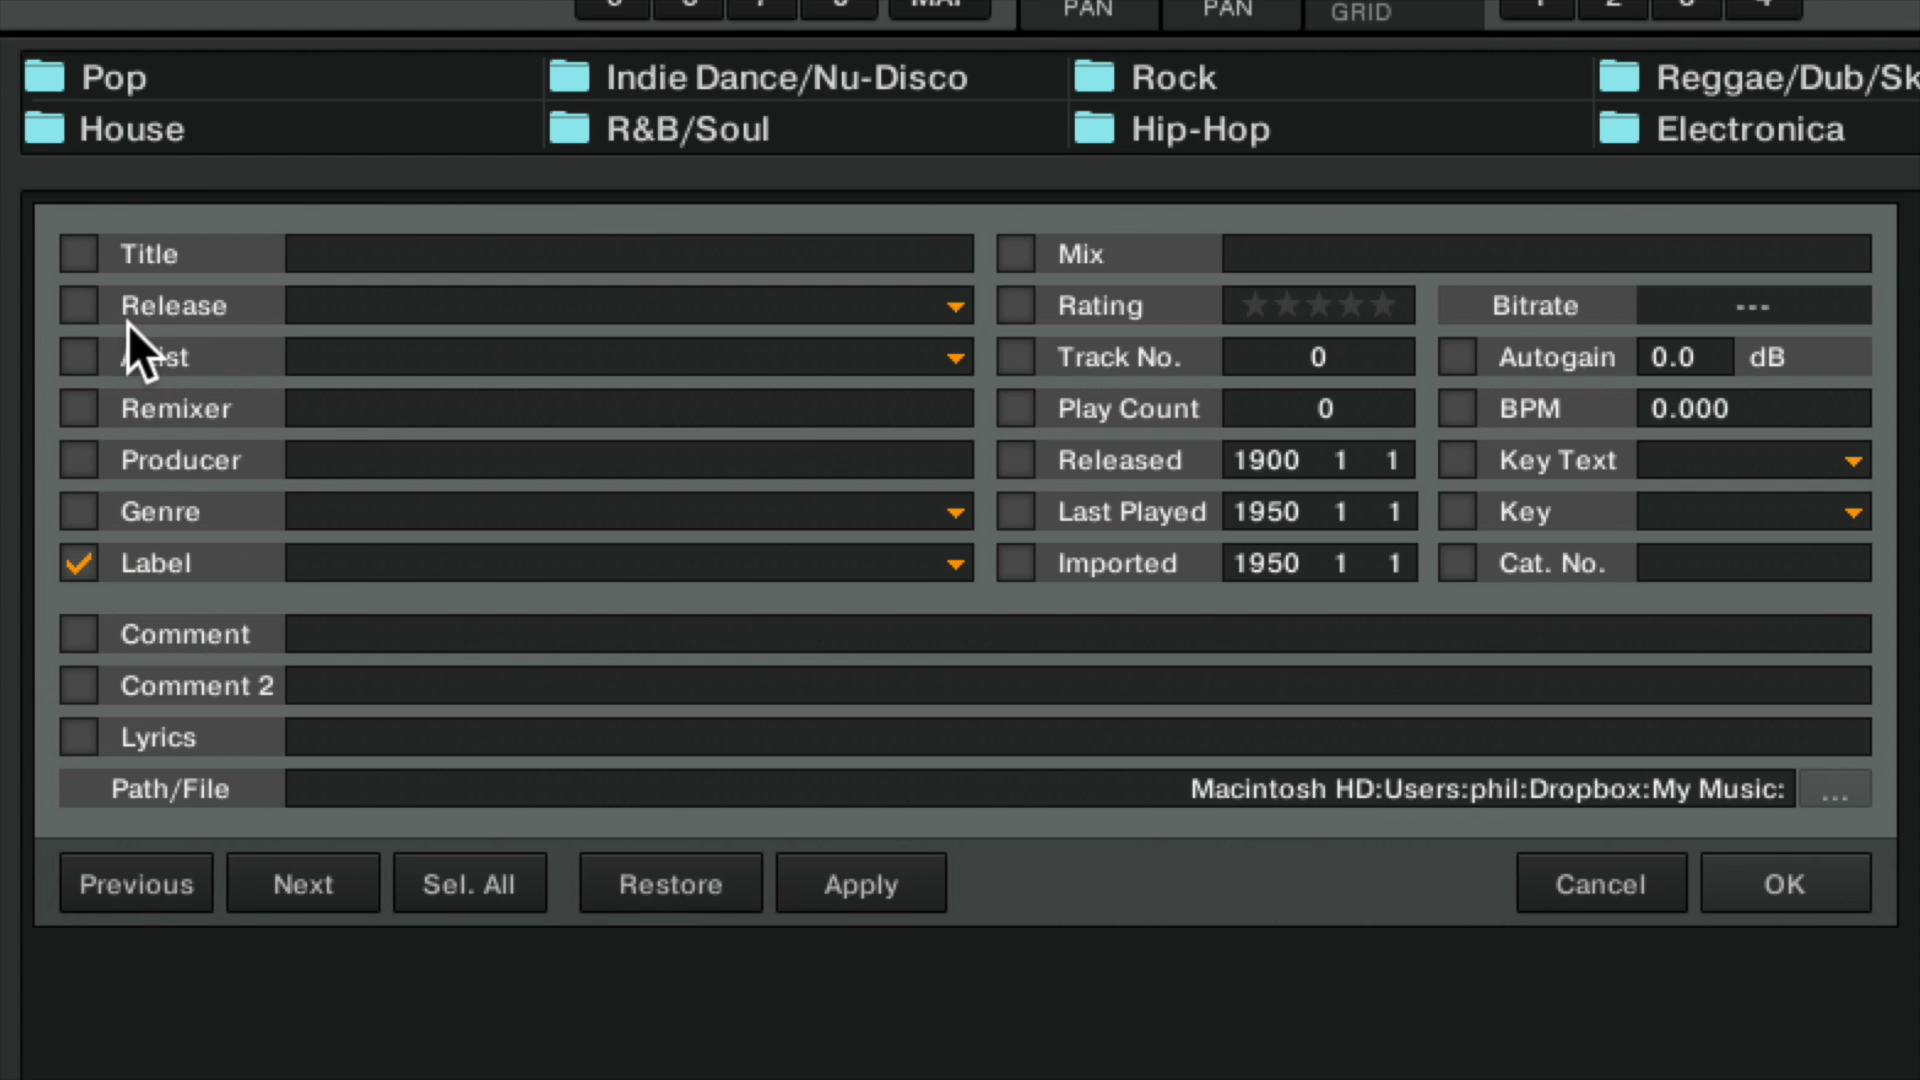 PAN PAN GRID
Pop Indie Dance/Nu-Disco Rock Reggae/Dub/Sk
House R&B/Soul Hip-Hop Electronica
Title Mix
Release Rating Bitrate ---
Track No. 0 Autogain 0.0 dB
Remixer Play Count 0 BPM 0.000
Producer Released 1900 1 1 Key Text
Genre Last Played 1950 1 1 Key
Label Imported 1950 1 1 Cat. No.
Comment
Comment 2
Lyrics
Path/File Macintosh HD:Users:phil:Dropbox:My Music: ...
Previous Next Sel. All Restore Apply Cancel OK